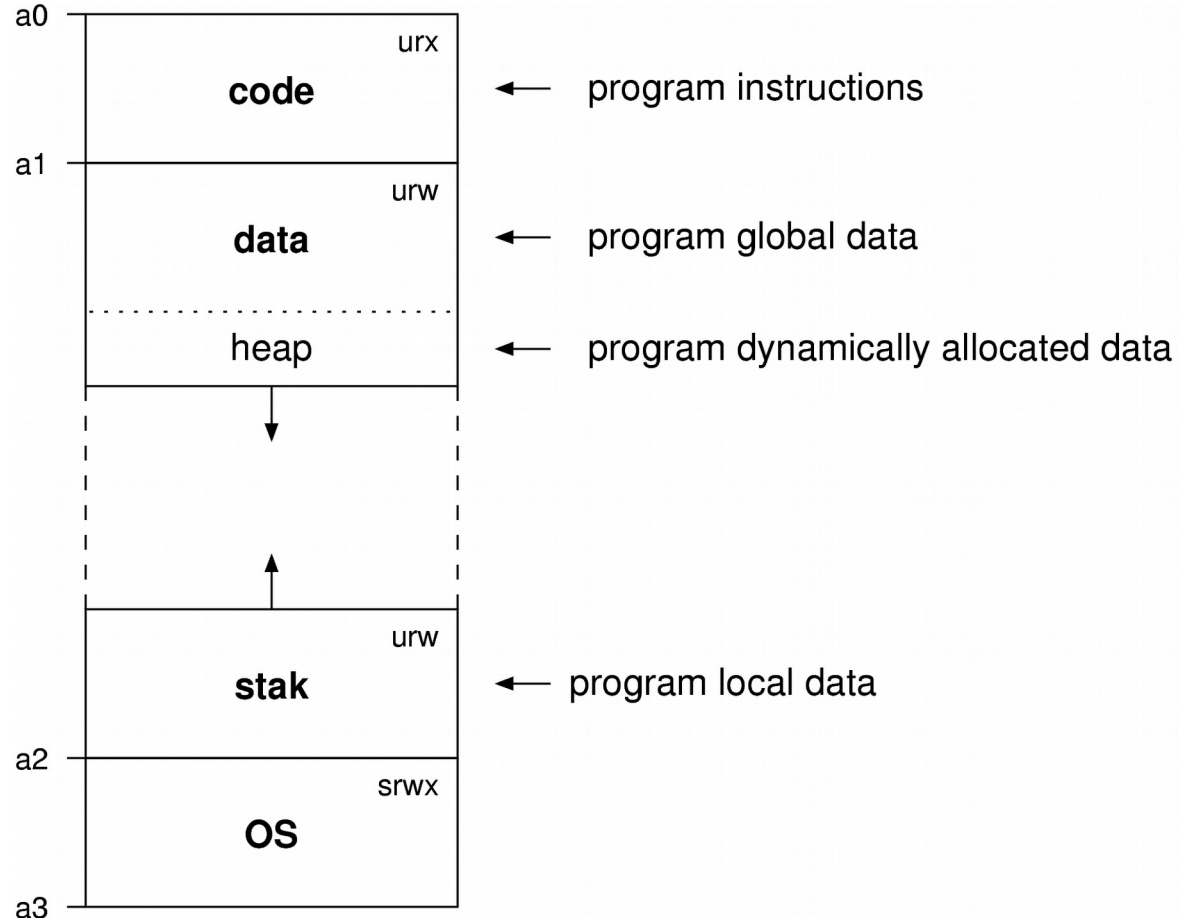 a0
urx
code
program instructions
a1
urw
data
program global data
heap
program dynamically allocated data
urw
stak
program local data
a2
srwx
OS
a3